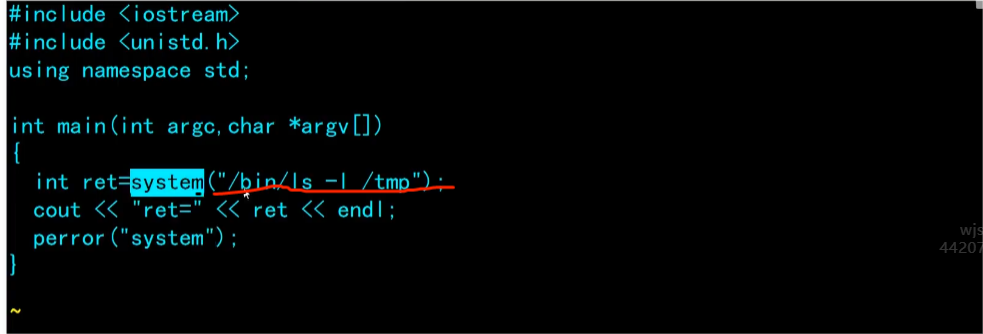 #include <iostream>
#include <unistd.h>
using namespace std;
int main(int argc,char *argv[])
{
int ret=system("/bin/ls -l /tmp");
cout << "ret=" << ret << endl;
perror("system");
}
~
wjs
44207